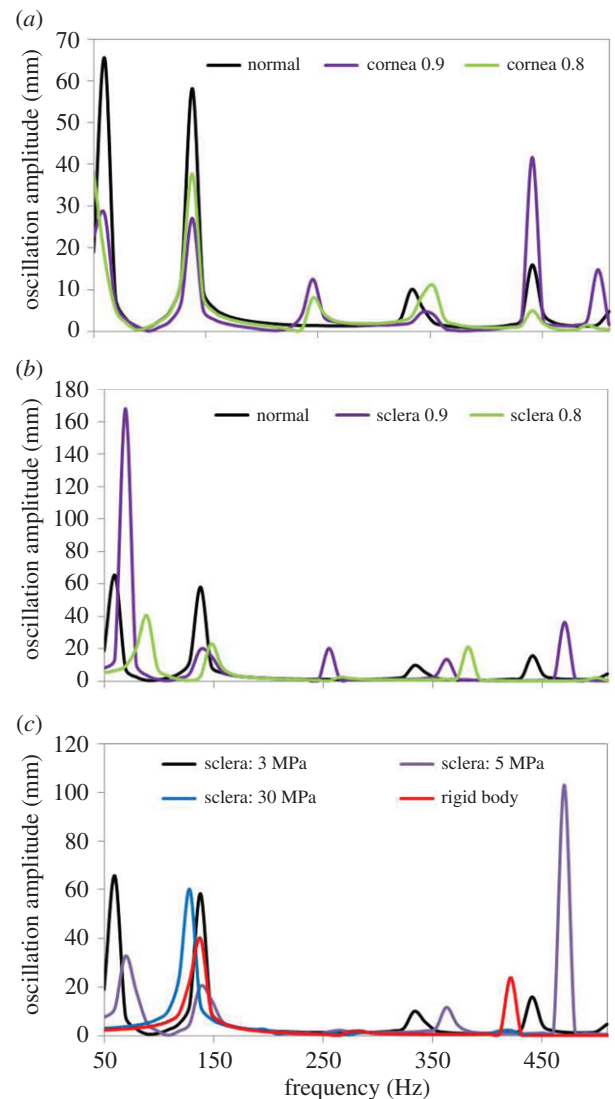 (a)
70
60
50
40
30
20
10
0
oscillation amplitude (mm)
normal cornea 0.9 cornea 0.8
(b)
180
160
140
120
100
80
60
40
20
0
oscillation amplitude (mm)
normal sclera 0.9 sclera 0.8
(c)
120
100
80
60
40
20
0
oscillation amplitude (mm)
sclera: 3 MPa sclera: 5 MPa
sclera: 30 MPa rigid body
50 150 250 350 450
frequency (Hz)